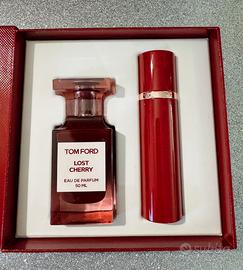 TOM FORD
LOST
CHERRY
EAU DE PARFUM
50 ML